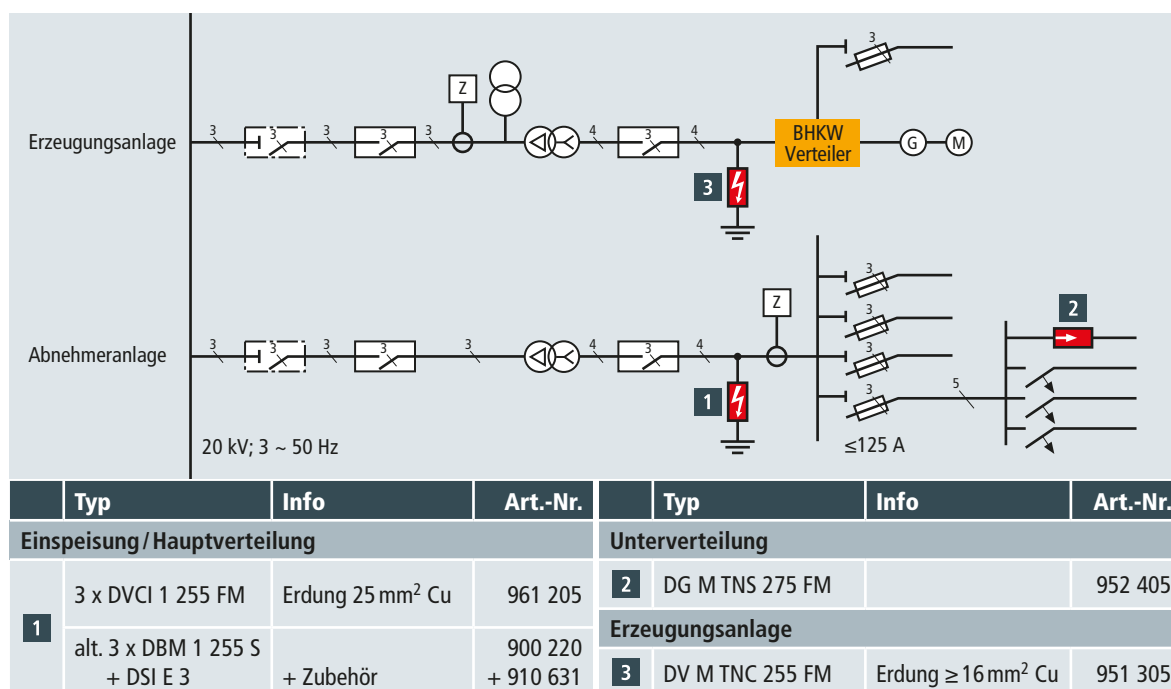 3
Z
Erzeugungsanlage
3
3
3
3
3
4
3
4
BHKW
Verteiler
G
M
3
3
Z
3
2
Abnehmeranlage
3
3
3
3
3
4
3
4
3
1
3
5
20 kV; 3 ~ 50 Hz
≤125 A
Typ Info Art.-Nr.
Einspeisung / Hauptverteilung
1
3 x DVCI 1 255 FM Erdung 25 mm² Cu 961 205
alt. 3 x DBM 1 255 S 900 220
+ DSI E 3 + Zubehör + 910 631
Typ Info Art.-Nr.
Unterverteilung
2 DG M TNS 275 FM 952 405
Erzeugungsanlage
3 DV M TNC 255 FM Erdung ≥ 16 mm² Cu 951 305
3